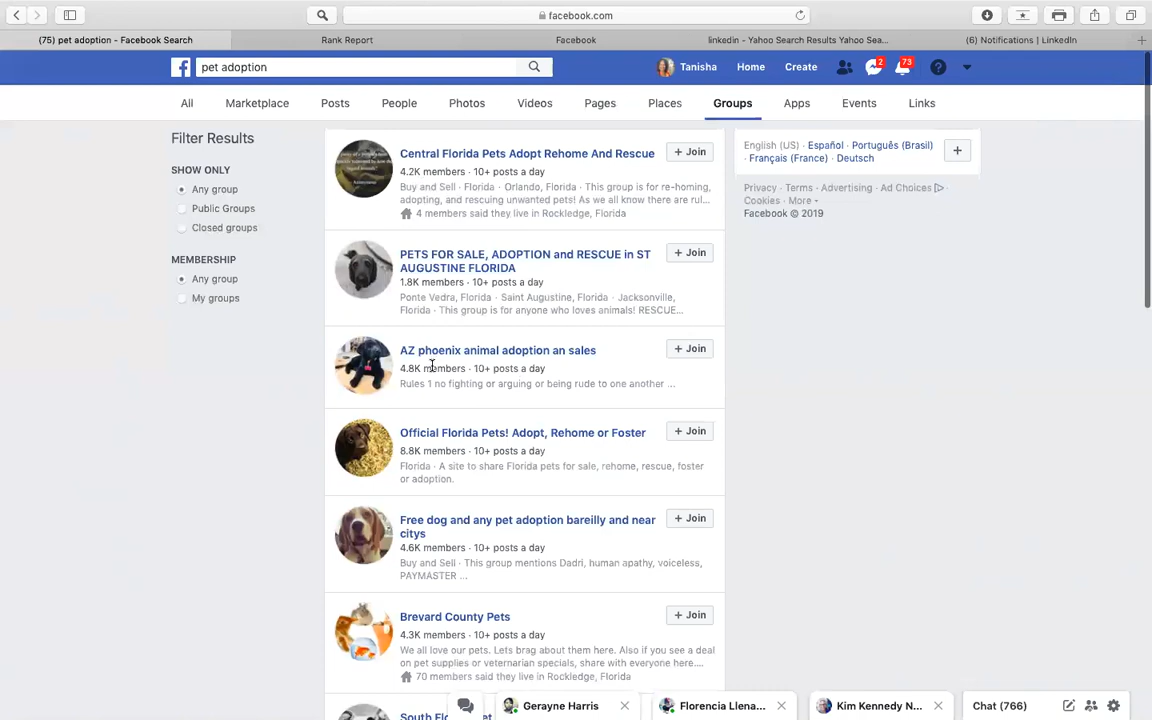 facebook.com
(75) pet adoption - Facebook Search
Rank Report
Facebook
linkedin - Yahoo Search Results Yahoo Sea...
(6) Notifications | LinkedIn
pet adoption
Tanisha
Home
Create
2
73
All
Marketplace
Posts
People
Photos
Videos
Pages
Places
Groups
Apps
Events
Links
Filter Results
SHOW ONLY
Any group
Public Groups
Closed groups
MEMBERSHIP
Any group
My groups
Central Florida Pets Adopt Rehome And Rescue
+ Join
4.2K members · 10+ posts a day
Buy and Sell · Florida · Orlando, Florida · This group is for re-homing,
adopting, and rescuing unwanted pets! As we all know there are rul...
4 members said they live in Rockledge, Florida
PETS FOR SALE, ADOPTION and RESCUE in ST
AUGUSTINE FLORIDA
+ Join
1.8K members · 10+ posts a day
Ponte Vedra, Florida · Saint Augustine, Florida · Jacksonville,
Florida · This group is for anyone who loves animals! RESCUE...
AZ phoenix animal adoption an sales
+ Join
4.8K members · 10+ posts a day
Rules 1 no fighting or arguing or being rude to one another ...
Official Florida Pets! Adopt, Rehome or Foster
+ Join
8.8K members · 10+ posts a day
Florida · A site to share Florida pets for sale, rehome, rescue, foster
or adoption.
Free dog and any pet adoption bareilly and near
citys
+ Join
4.6K members · 10+ posts a day
Buy and Sell · This group mentions Dadri, human apathy, voiceless,
PAYMASTER ...
Brevard County Pets
+ Join
4.3K members · 10+ posts a day
We all love our pets. Lets brag about them here. Also if you see a deal
on pet supplies or veternarian specials, share with everyone here....
70 members said they live in Rockledge, Florida
English (US) · Español · Português (Brasil) ·
Français (France) · Deutsch
Privacy · Terms · Advertising · Ad Choices ·
Cookies · More
Facebook © 2019
Gerayne Harris
Florencia Llena...
Kim Kennedy N...
Chat (766)